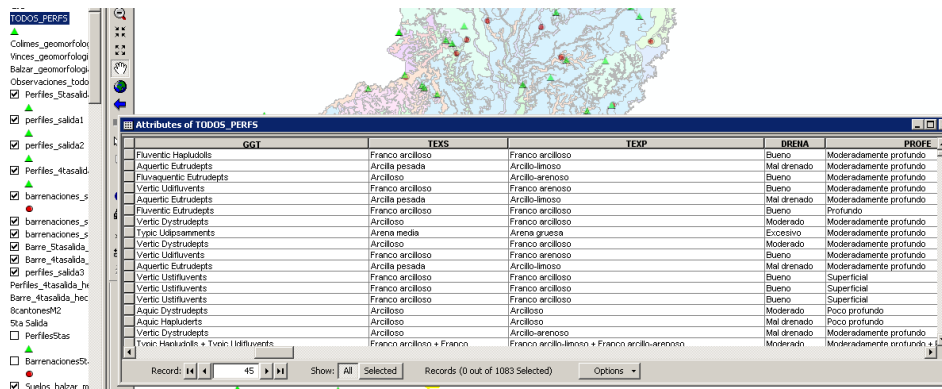 TODOS_PERFS
Colimes_geomorfolo
Vinces_geomorfologi
Balzar_geomorfologi
Observaciones_todo
Perfiles_5tasalid
perfiles_salida1
perfiles_salida2
Perfiles_4tasalid
barrenaciones_s
barrenaciones_s
barrenaciones_s
Barre_5tasalida_
Barre_4tasalida_
perfiles_salida3
Perfiles_4tasalida_he
Barre_4tasalida_hec
8cantonesM2
5ta Salida
Perfiles5tas
Barrenaciones5t
Suelos_balzar_m
Attributes of TODOS_PERFS
GGT TEXS TEXP DRENA PROFE
Fluventic Hapludolls Franco arcilloso Franco arcilloso Bueno Moderadamente profundo
Aquertic Eutrudepts Arcilla pesada Arcillo-limoso Mal drenado Moderadamente profundo
Fluvaquentic Eutrudepts Arcilloso Arcillo-arenoso Bueno Moderadamente profundo
Vertic Udifluvents Franco arcilloso Franco arenoso Bueno Moderadamente profundo
Aquertic Eutrudepts Arcilla pesada Arcillo-limoso Mal drenado Moderadamente profundo
Fluventic Eutrudepts Franco arcilloso Franco arcilloso Bueno Profundo
Vertic Dystrudepts Arcilloso Arcilloso Moderado Moderadamente profundo
Typic Udipsamments Arena media Arena gruesa Excesivo Moderadamente profundo
Vertic Dystrudepts Arcilloso Arcilloso Moderado Moderadamente profundo
Vertic Udifluvents Franco arcilloso Franco arenoso Bueno Moderadamente profundo
Aquertic Eutrudepts Arcilla pesada Arcillo-limoso Mal drenado Moderadamente profundo
Vertic Ustifluvents Franco arcilloso Franco arcilloso Bueno Superficial
Vertic Ustifluvents Franco arcilloso Franco arcilloso Bueno Superficial
Vertic Ustifluvents Franco arcilloso Franco arcilloso Bueno Superficial
Aquic Dystrudepts Arcilloso Arcilloso Moderado Poco profundo
Aquic Hapluderts Arcilloso Arcilloso Mal drenado Poco profundo
Vertic Dystrudepts Arcilloso Arcillo-arenoso Mal drenado Moderadamente profundo
Typic Hapludolls + Typic Udifluvents Franco arcilloso + Franco Franco arcillo-limoso + Franco arcillo-arenoso Moderado Moderadamente profundo + F
Record: 45 Show: All Selected Records (0 out of 1083 Selected) Options